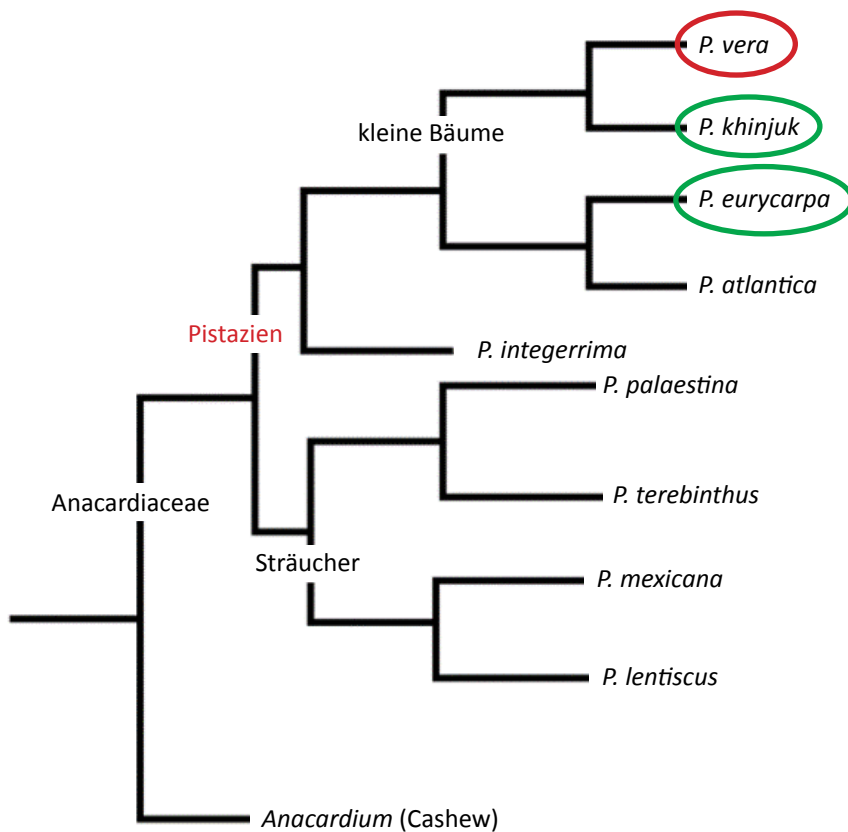 P. vera
kleine Bäume
P. khinjuk
P. eurycarpa
P. atlantica
Pistazien
P. integerrima
P. palaestina
Anacardiaceae
P. terebinthus
Sträucher
P. mexicana
P. lentiscus
Anacardium (Cashew)